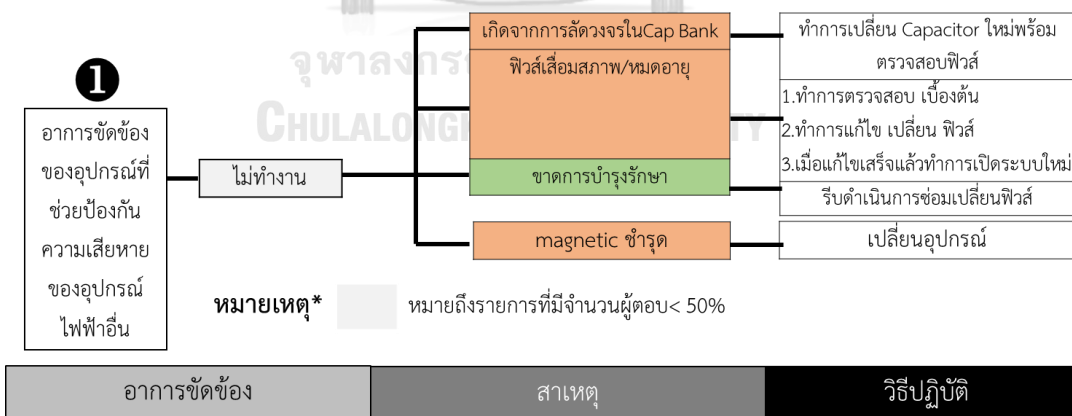 ❶
อาการขัดข้อง
ของอุปกรณ์ที่
ช่วยป้องกัน
ความเสียหาย
ของอุปกรณ์
ไฟฟ้าอื่น
ไม่ทำงาน
เกิดจากการลัดวงจรในCap Bank
ฟิวส์เสื่อมสภาพ/หมดอายุ
ขาดการบำรุงรักษา
magnetic ชำรุด
ทำการเปลี่ยน Capacitor ใหม่พร้อม
ตรวจสอบฟิวส์
1.ทำการตรวจสอบ เบื้องต้น
2.ทำการแก้ไข เปลี่ยน ฟิวส์
3.เมื่อแก้ไขเสร็จแล้วทำการเปิดระบบใหม่
รีบดำเนินการซ่อมเปลี่ยนฟิวส์
เปลี่ยนอุปกรณ์
หมายเหตุ* หมายถึงรายการที่มีจำนวนผู้ตอบ< 50%
อาการขัดข้อง สาเหตุ วิธีปฏิบัติ